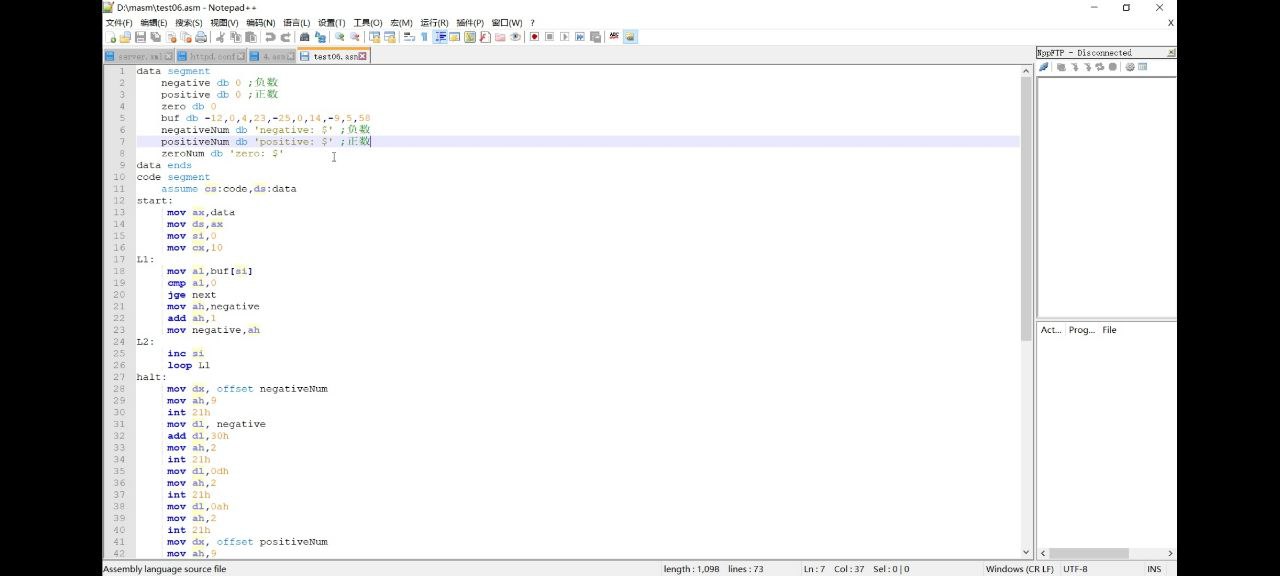 D:\masm\test06.asm - Notepad++
文件(F) 编辑(E) 搜索(S) 视图(V) 编码(N) 语言(L) 设置(T) 工具(O) 宏(M) 运行(R) 插件(P) 窗口(W) ? X
server.xml httpd.conf 4.asm test06.asm
NppFTP - Disconnected
1 data segment
2 negative db 0 ;负数
3 positive db 0 ;正数
4 zero db 0
5 buf db -12,0,4,23,-25,0,14,-9,5,58
6 negativeNum db 'negative: $' ;负数
7 positiveNum db 'positive: $' ;正数
8 zeroNum db 'zero: $'
9 data ends
10 code segment
11 assume cs:code,ds:data
12 start:
13 mov ax,data
14 mov ds,ax
15 mov si,0
16 mov cx,10
17 L1:
18 mov al,buf[si]
19 cmp al,0
20 jge next
21 mov ah,negative
22 add ah,1
23 mov negative,ah
24 L2:
25 inc si
26 loop L1
27 halt:
28 mov dx, offset negativeNum
29 mov ah,9
30 int 21h
31 mov dl, negative
32 add dl,30h
33 mov ah,2
34 int 21h
35 mov dl,0dh
36 mov ah,2
37 int 21h
38 mov dl,0ah
39 mov ah,2
40 int 21h
41 mov dx, offset positiveNum
42 mov ah,9
Act... Prog... File
Assembly language source file length : 1,098 lines : 73 Ln : 7 Col : 37 Sel : 0 | 0 Windows (CR LF) UTF-8 INS